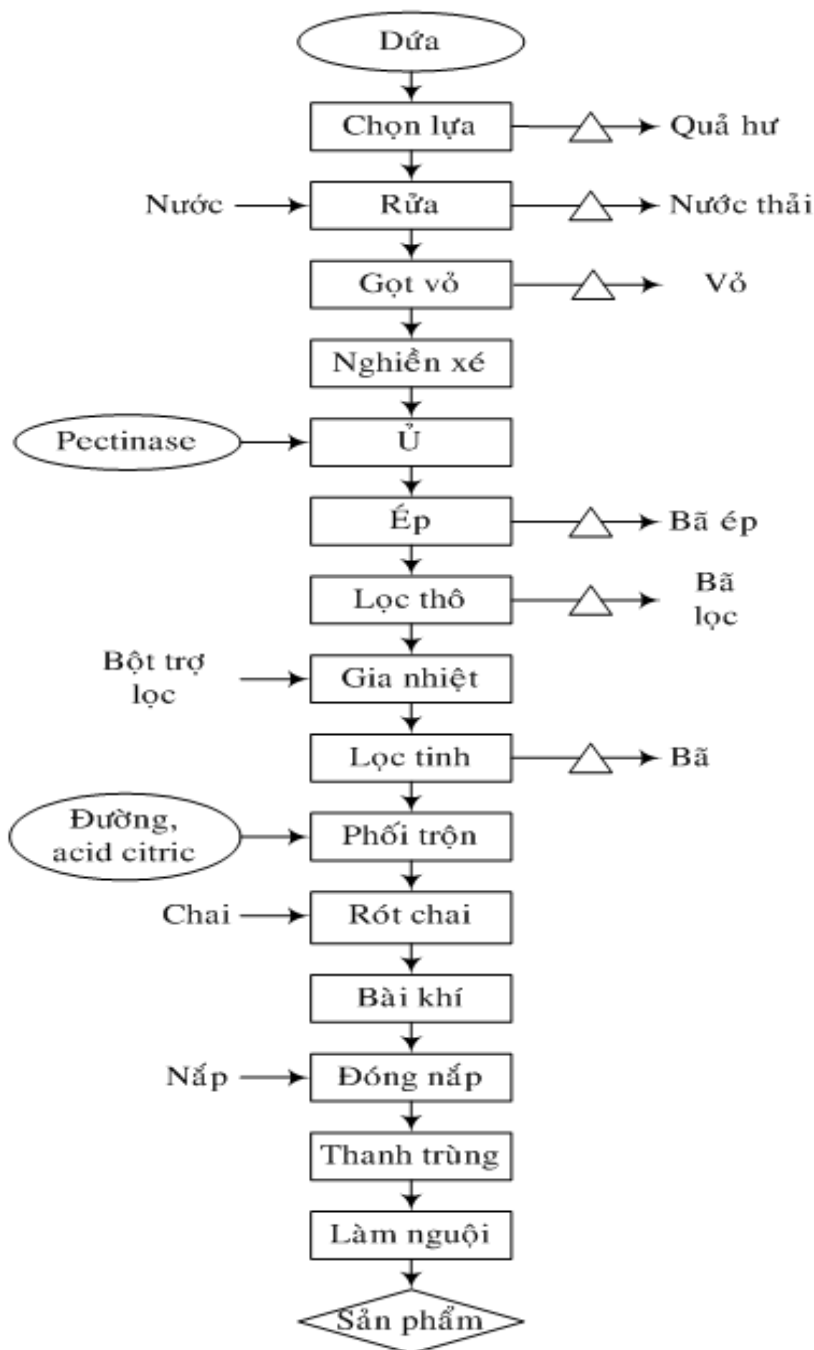 Dứa
Chọn lựa
Quả hư
Nước
Rửa
Nước thải
Gọt vỏ
Vỏ
Nghiền xé
Pectinase
Ủ
Ép
Bã ép
Lọc thô
Bã
lọc
Bột trợ
lọc
Gia nhiệt
Lọc tinh
Bã
Đường,
acid citric
Phối trộn
Chai
Rót chai
Bài khí
Nắp
Đóng nắp
Thanh trùng
Làm nguội
Sản phẩm